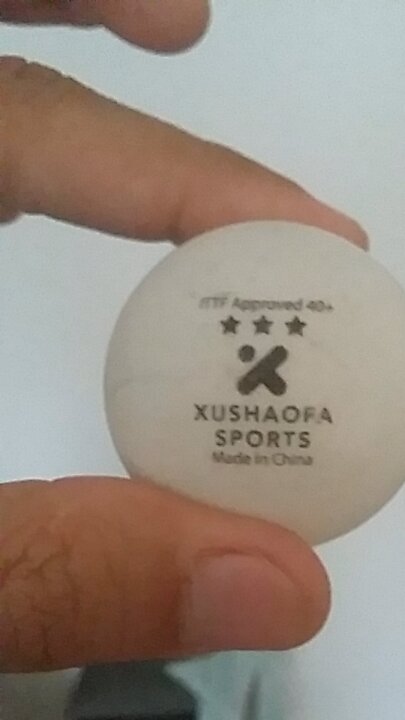 ITTF Approved 40+
★ ★ ★
XUSHAOFA
SPORTS
Made in China